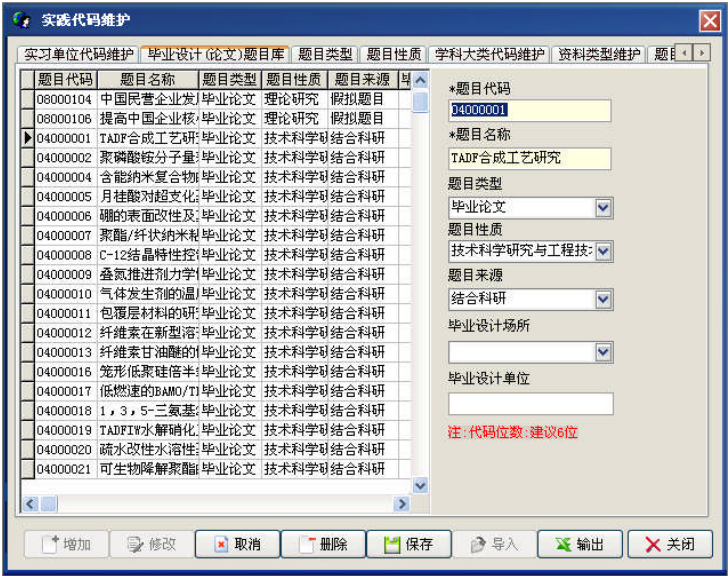 实践代码维护
实习单位代码维护 毕业设计(论文)题目库 题目类型 题目性质 学科大类代码维护 资料类型维护
题目代码 题目名称 题目类型 题目性质 题目来源
08000104 中国民营企业发 毕业论文 理论研究 假拟题目
08000106 提高中国企业核 毕业论文 理论研究 假拟题目
04000001 TADF合成工艺研 毕业论文 技术科学研 结合科研
04000002 聚磷酸铵分子量 毕业论文 技术科学研 结合科研
04000004 含能纳米复合物 毕业论文 技术科学研 结合科研
04000005 月桂酸对超支化 毕业论文 技术科学研 结合科研
04000006 硼的表面改性及 毕业论文 技术科学研 结合科研
04000007 聚酯/纤状纳米 毕业论文 技术科学研 结合科研
04000008 C-12结晶特性控 毕业论文 技术科学研 结合科研
04000009 叠氮推进剂力学 毕业论文 技术科学研 结合科研
04000010 气体发生剂的温 毕业论文 技术科学研 结合科研
04000011 包覆层材料的研 毕业论文 技术科学研 结合科研
04000012 纤维素在新型溶 毕业论文 技术科学研 结合科研
04000013 纤维素甘油醚的 毕业论文 技术科学研 结合科研
04000016 笼形低聚硅倍半 毕业论文 技术科学研 结合科研
04000017 低燃速的BAMO/T 毕业论文 技术科学研 结合科研
04000018 1,3,5-三氨基 毕业论文 技术科学研 结合科研
04000019 TADFIW水解硝化 毕业论文 技术科学研 结合科研
04000020 疏水改性水溶性 毕业论文 技术科学研 结合科研
04000021 可生物降解聚酯 毕业论文 技术科学研 结合科研
*题目代码
04000001
*题目名称
TADF合成工艺研究
题目类型
毕业论文
题目性质
技术科学研究与工程技
题目来源
结合科研
毕业设计场所
毕业设计单位
注:代码位数:建议6位
增加 修改 取消 删除 保存 导入 输出 关闭